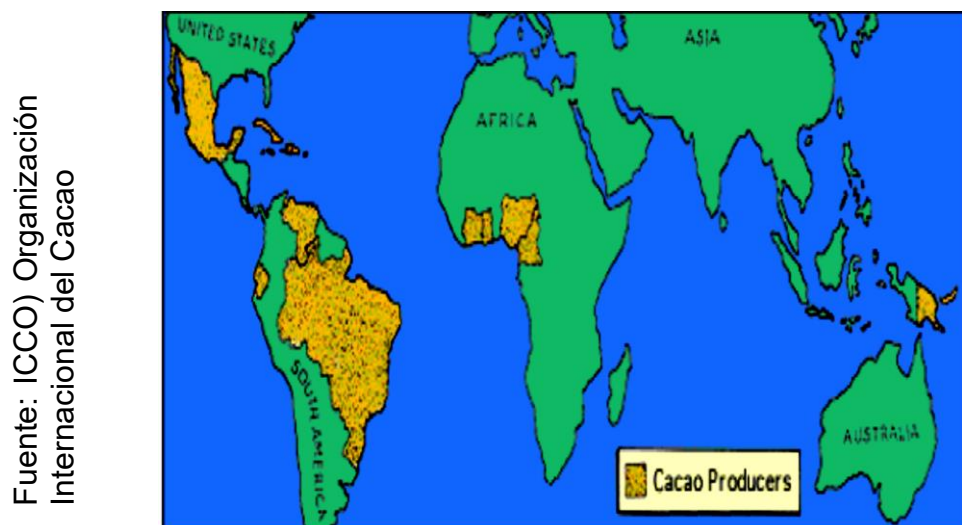 Fuente: ICCO) Organización
Internacional del Cacao
UNITED STATES
ASIA
AFRICA
SOUTH AMERICA
AUSTRALIA
Cacao Producers